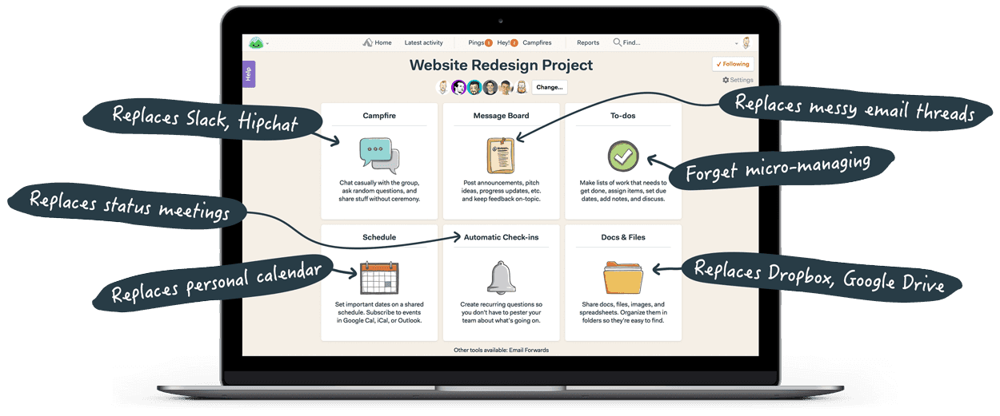 Home Latest activity Pings 1 Hey! 2 Campfires Reports Find...
Help
Website Redesign Project
✓ Following
Change...
Settings
Replaces Slack, Hipchat
Replaces messy email threads
Campfire
Chat casually with the group,
ask random questions, and
share stuff without ceremony.
Message Board
Post announcements, pitch
ideas, progress updates, etc.
and keep feedback on-topic.
To-dos
Make lists of work that needs to
get done, assign items, set due
dates, add notes, and discuss.
Forget micro-managing
Replaces status meetings
Replaces personal calendar
Schedule
Set important dates on a shared
schedule. Subscribe to events
in Google Cal, iCal, or Outlook.
Automatic Check-ins
Create recurring questions so
you don't have to pester your
team about what's going on.
Docs & Files
Share docs, files, images, and
spreadsheets. Organize them in
folders so they're easy to find.
Replaces Dropbox, Google Drive
Other tools available: Email Forwards